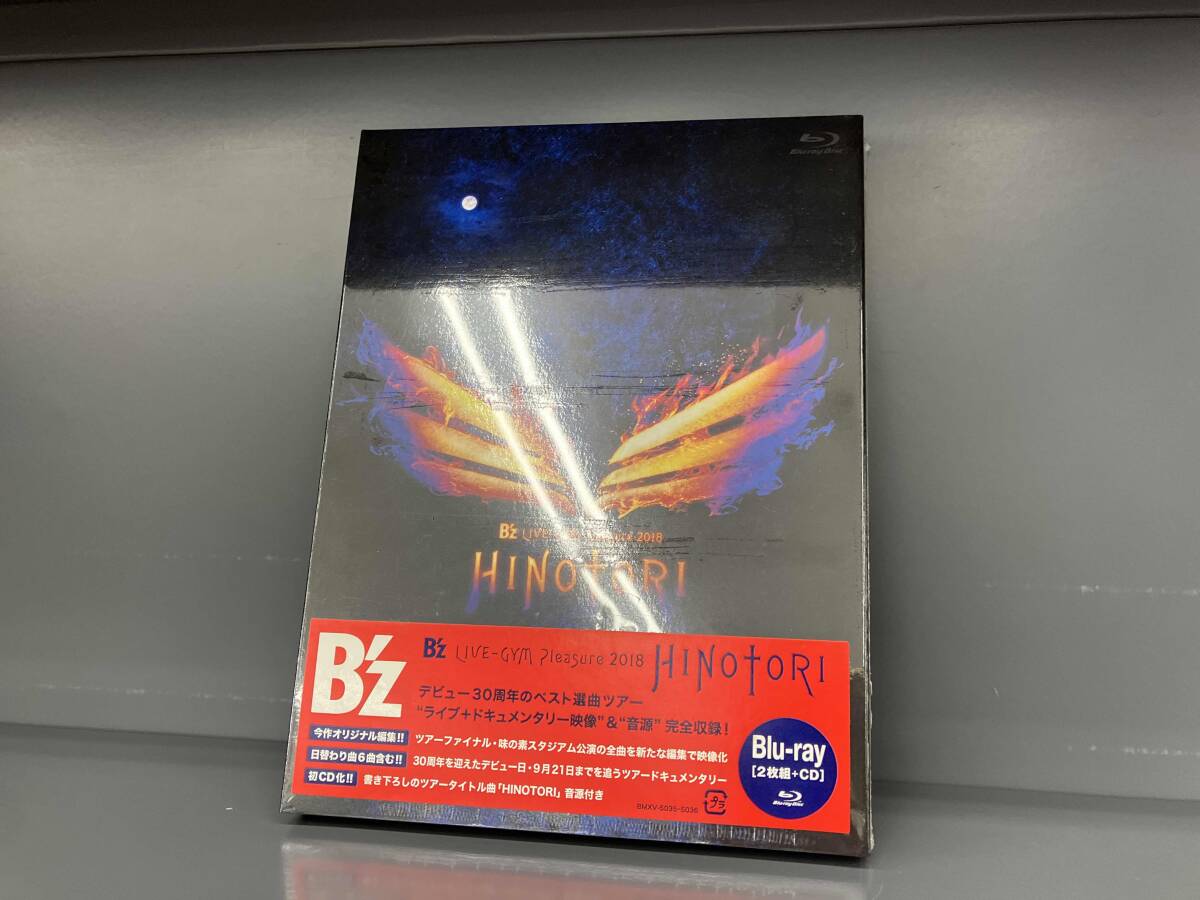 Blu-ray Disc
B'z LIVE-GYM Pleasure 2018
HINOTORI
B'z
B'z LIVE-GYM Pleasure 2018 HINOTORI
デビュー30周年のベスト選曲ツアー
“ライブ+ドキュメンタリー映像”&“音源” 完全収録!
今作オリジナル編集!! ツアーファイナル・味の素スタジアム公演の全曲を新たな編集で映像化
日替わり曲6曲含む!! 30周年を迎えたデビュー日・9月21日までを追うツアードキュメンタリー
初CD化!! 書き下ろしのツアータイトル曲「HINOTORI」音源付き
Blu-ray
[2枚組+CD]
Blu-ray Disc
BMXV-5035-5036
プラ